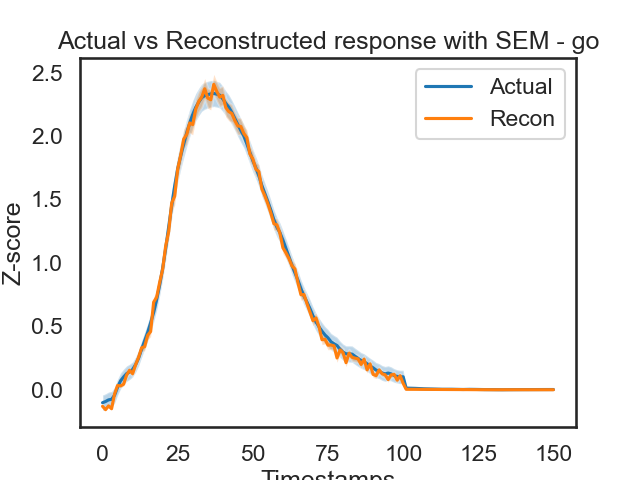 Actual vs Reconstructed response with SEM - go
Actual
Recon
Z-score
2.5
2.0
1.5
1.0
0.5
0.0
0 25 50 75 100 125 150
Timestamps